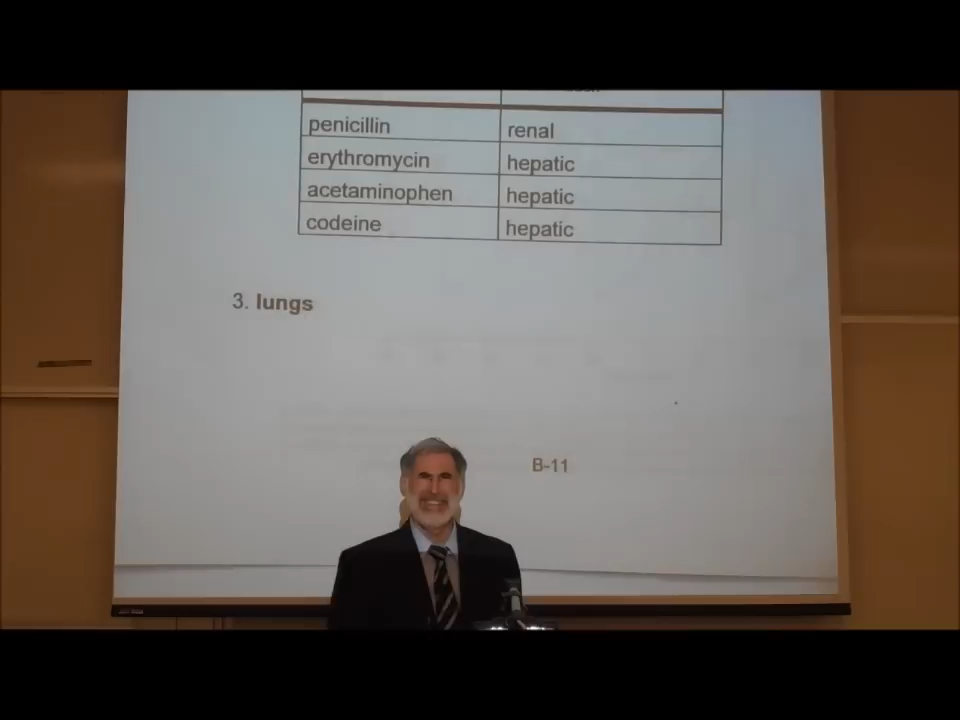 penicillin renal
erythromycin hepatic
acetaminophen hepatic
codeine hepatic
3. lungs
B-11